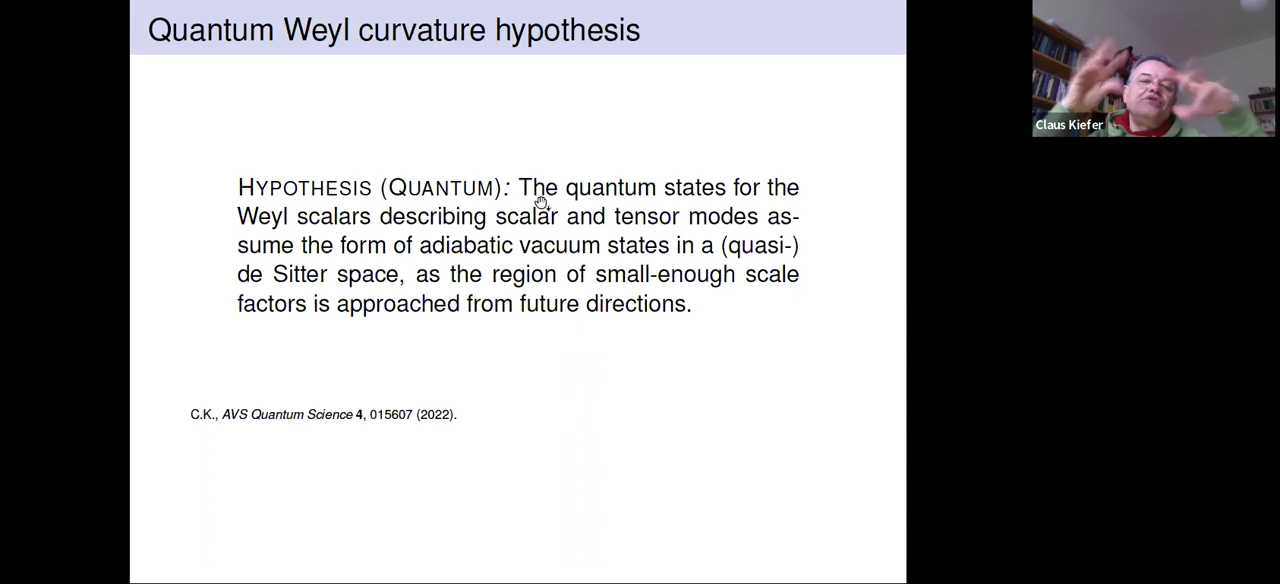 Quantum Weyl curvature hypothesis
HYPOTHESIS (QUANTUM): The quantum states for the
Weyl scalars describing scalar and tensor modes as-
sume the form of adiabatic vacuum states in a (quasi-)
de Sitter space, as the region of small-enough scale
factors is approached from future directions.
C.K., AVS Quantum Science 4, 015607 (2022).
Claus Kiefer